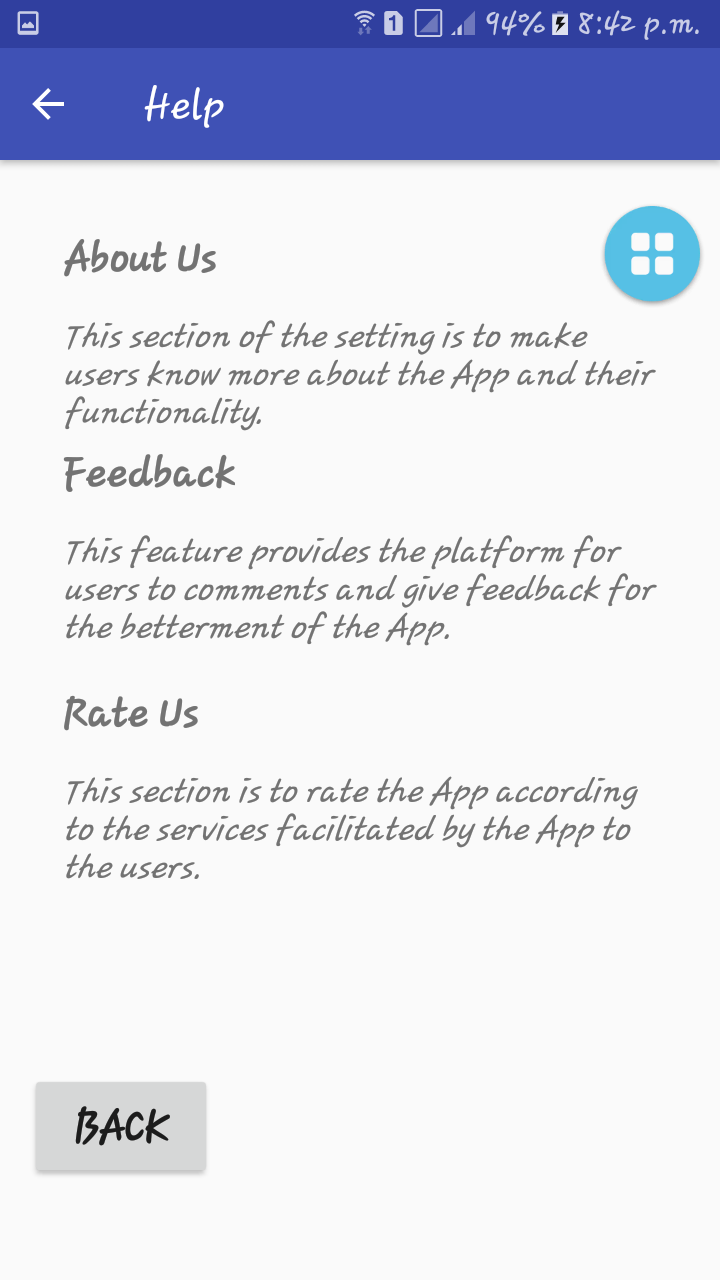 1 94% 8:42 p.m.
Help
About Us
This section of the setting is to make
users know more about the App and their
functionality.
Feedback
This feature provides the platform for
users to comments and give feedback for
the betterment of the App.
Rate Us
This section is to rate the App according
to the services facilitated by the App to
the users.
BACK